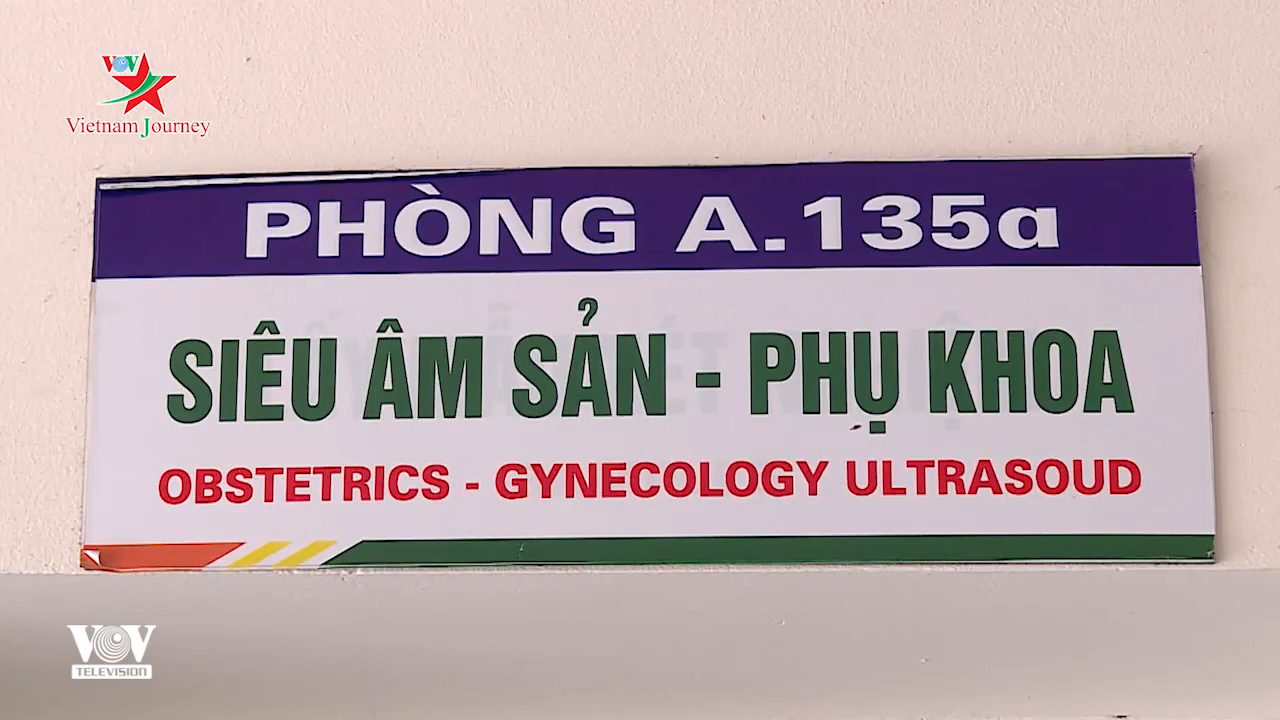 VOV
Vietnam Journey
PHÒNG A.135a
SIÊU ÂM SẢN - PHỤ KHOA
OBSTETRICS - GYNECOLOGY ULTRASOUD
VOV
TELEVISION